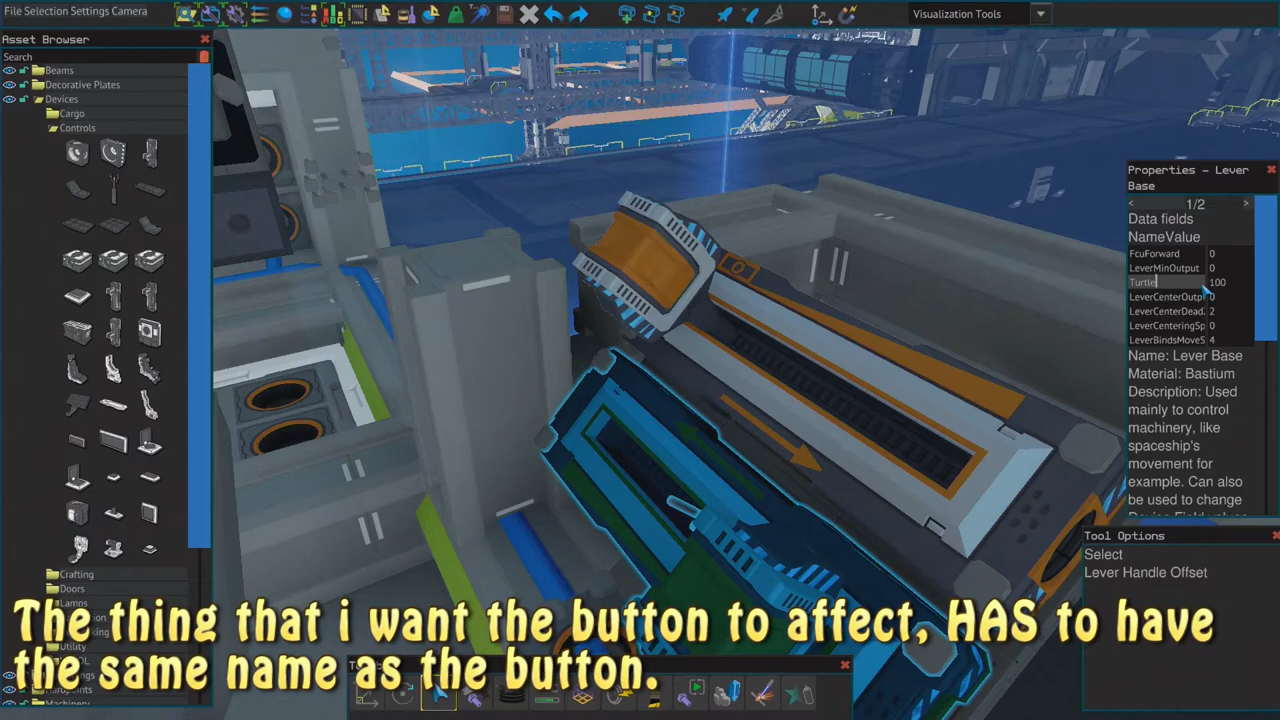 File Selection Settings Camera
Visualization Tools
Asset Browser
Search
Beams
Decorative Plates
Devices
Cargo
Controls
Crafting
Doors
Lamps
Utility
Properties - Lever
Base
< 1/2 >
Data fields
NameValue
FcuForward 0
LeverMinOutput 0
Turtle 100
LeverCenterOutp 0
LeverCenterDead. 2
LeverCenteringSp 0
LeverBindsMoveS 4
Name: Lever Base
Material: Bastium
Description: Used
mainly to control
machinery, like
spaceship's
movement for
example. Can also
be used to change
Device Field values
Tool Options
Select
Lever Handle Offset
The thing that i want the button to affect, HAS to have
the same name as the button.